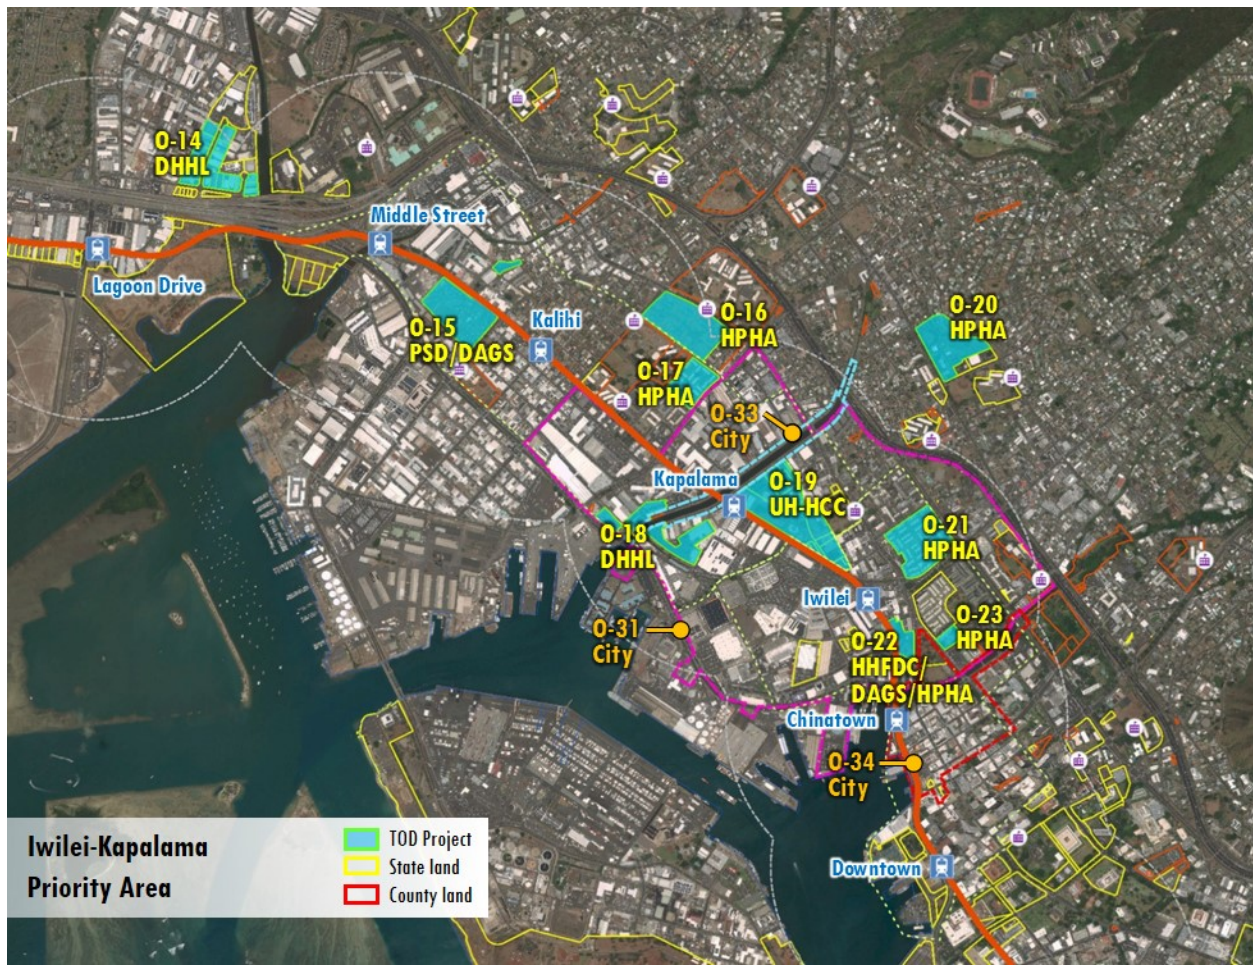 O-14
DHHL
Middle Street
Lagoon Drive
O-15
PSD/DAGS
Kalihi
O-16
HPHA
O-17
HPHA
O-20
HPHA
O-33
City
Kapalama
O-19
UH-HCC
O-18
DHHL
O-21
HPHA
Iwilei
O-31
City
O-23
HPHA
O-22
HHFDC/
DAGS/HPHA
Chinatown
O-34
City
Downtown
Iwilei-Kapalama
Priority Area
TOD Project
State land
County land